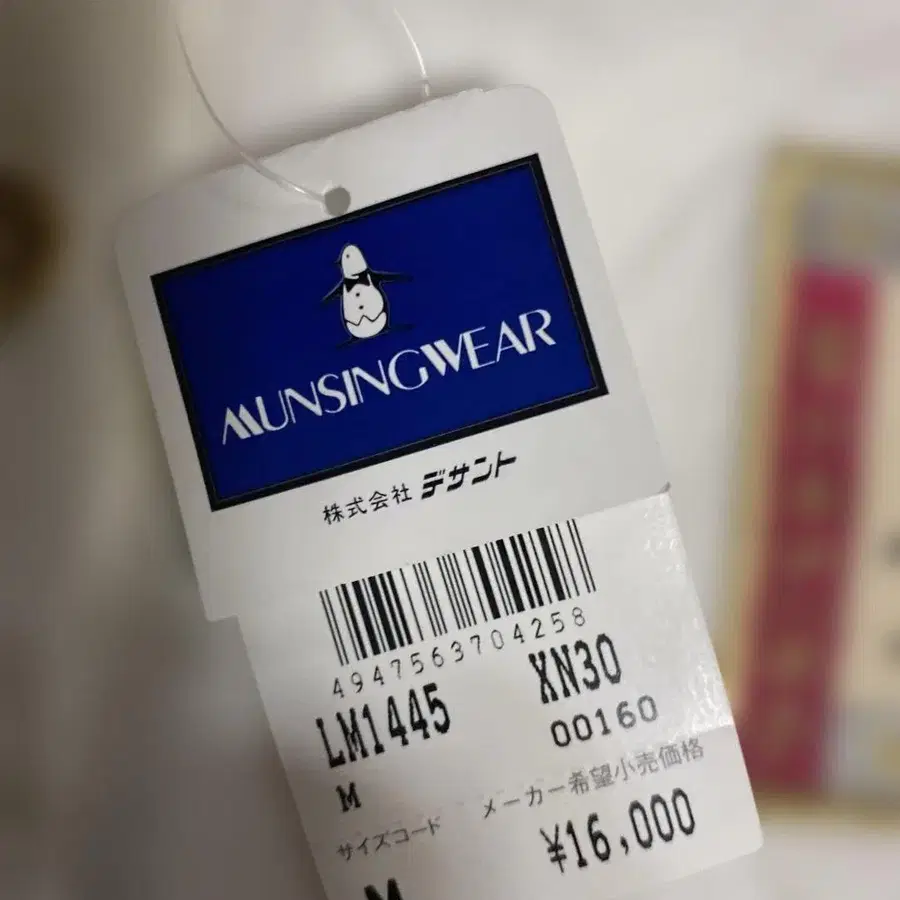 MUNSINGWEAR
株式会社 デサント
4947563704258
LM1445 XN30
M 00160
サイズコード メーカー希望小売価格
M ¥16,000